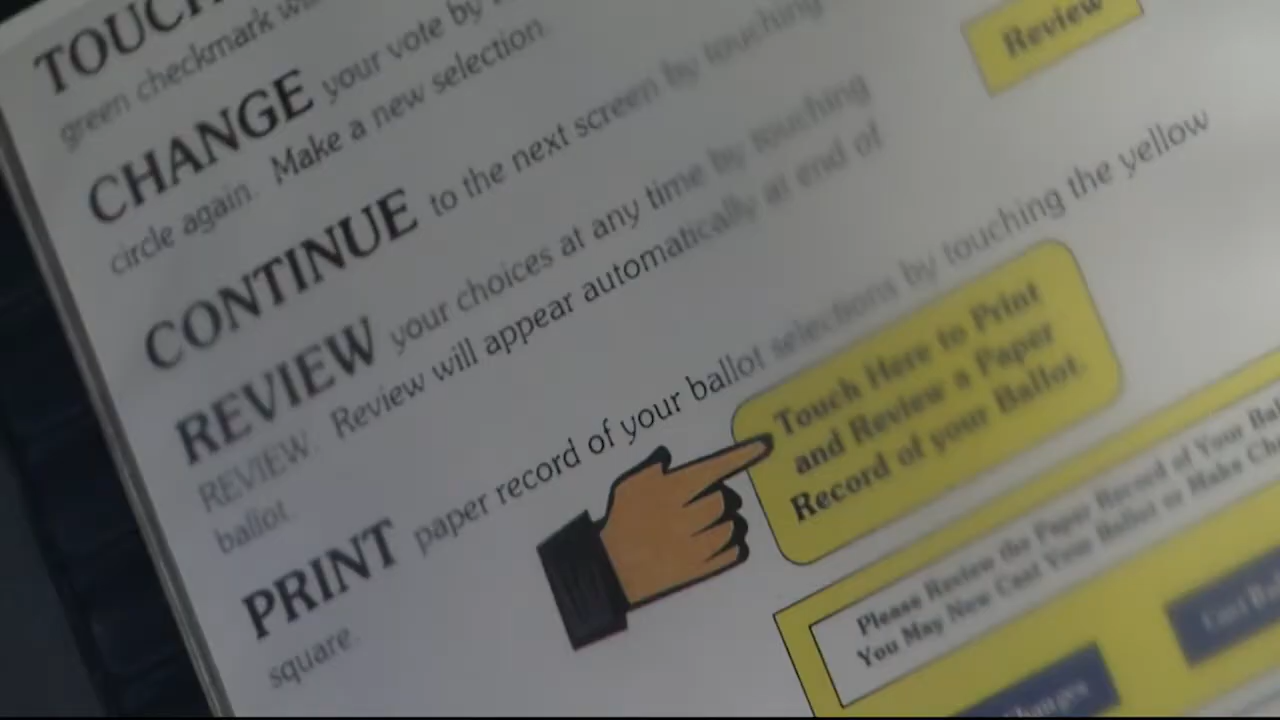 TOUCH
green checkmark
CHANGE your vote by
circle again. Make a new selection.
CONTINUE to the next screen by touching
REVIEW your choices at any time by touching
REVIEW. Review will appear automatically at end of
ballot.
PRINT paper record of your ballot selections by touching the yellow
square.
Review
Touch Here to Print
and Review a Paper
Record of your Ballot.
Please Review the Paper Record of Your
You May Now Cast Your Ballot or Make
Cast